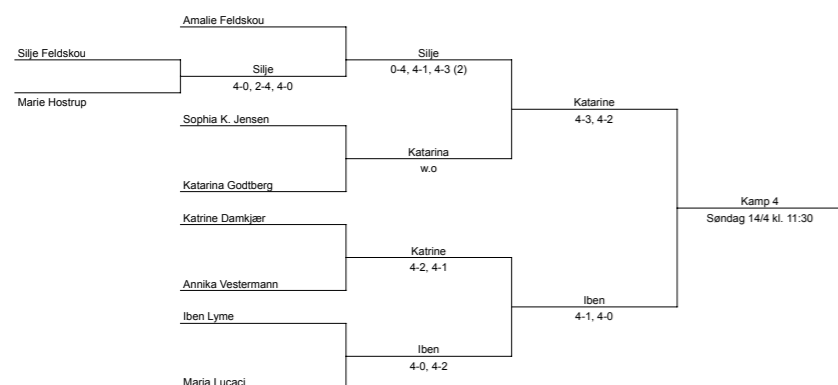 Amalie Feldskou
Silje Feldskou
Silje
4-0, 2-4, 4-0
Marie Hostrup
Silje
0-4, 4-1, 4-3 (2)
Sophia K. Jensen
Katarina
w.o
Katarina Godtberg
Katarine
4-3, 4-2
Katrine Damkjær
Katrine
4-2, 4-1
Annika Vestermann
Iben Lyme
Iben
4-0, 4-2
Maria Lucaci
Iben
4-1, 4-0
Kamp 4
Søndag 14/4 kl. 11:30